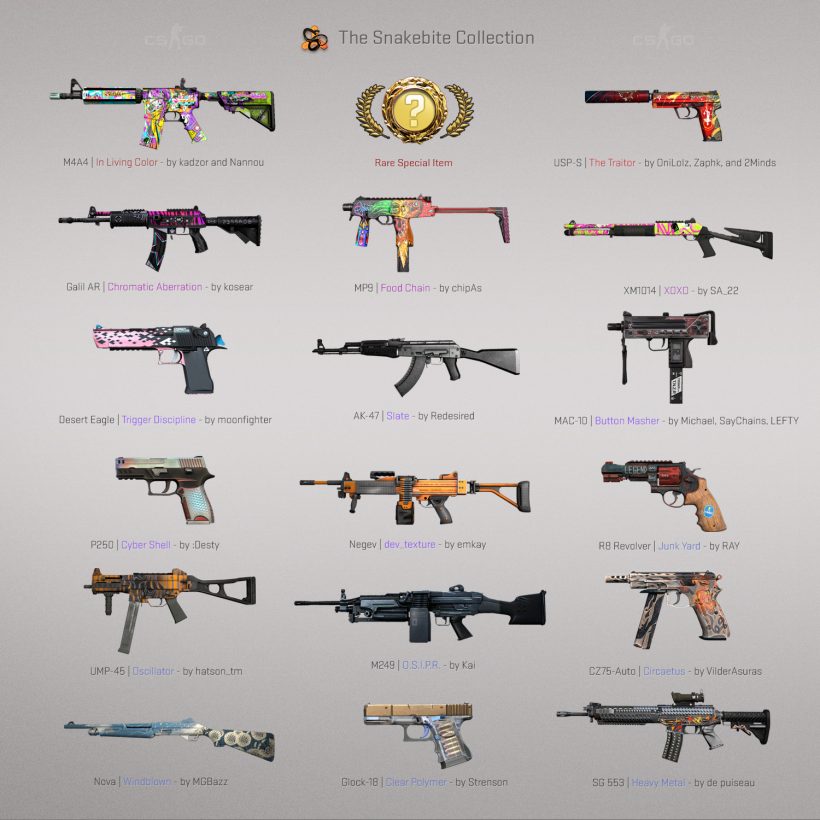 CS GO
The Snakebite Collection
CS GO
M4A4 | In Living Color - by kadzor and Nannou
?
Rare Special Item
USP-S | The Traitor - by OniLolz, Zaphk, and 2Minds
Galil AR | Chromatic Aberration - by kosear
MP9 | Food Chain - by chipAs
XM1014 | XOXO - by SA_22
Desert Eagle | Trigger Discipline - by moonfighter
AK-47 | Slate - by Redesired
MAC-10 | Button Masher - by Michael, SayChains, LEFTY
P250 | Cyber Shell - by :Desty
Negev | dev_texture - by emkay
LEGEND
R8 Revolver | Junk Yard - by RAY
UMP-45 | Oscillator - by hatson_tm
M249 | O.S.I.P.R. - by Kai
CZ75-Auto | Circaetus - by VilderAsuras
Nova | Windblown - by MGBazz
Glock-18 | Clear Polymer - by Strenson
SG 553 | Heavy Metal - by de puiseau